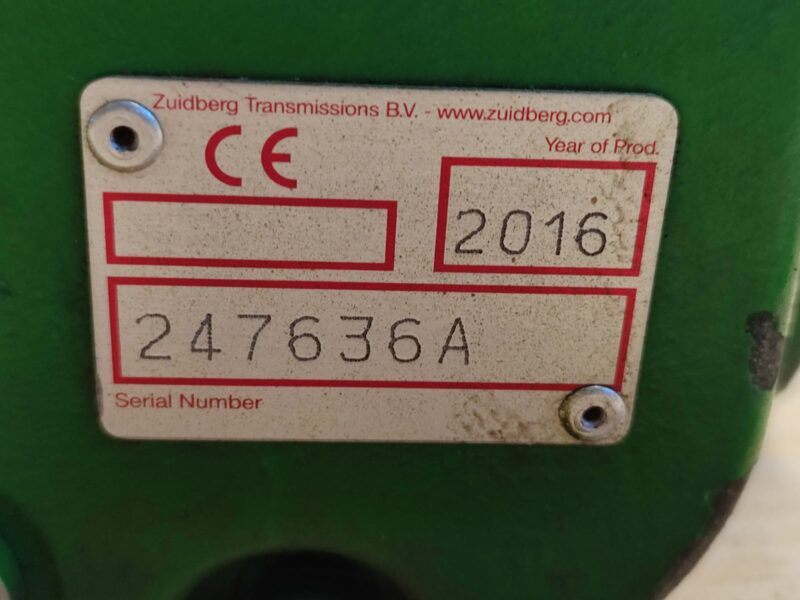 Zuidberg Transmissions B.V. - www.zuidberg.com
CE
Year of Prod.
2016
247636A
Serial Number